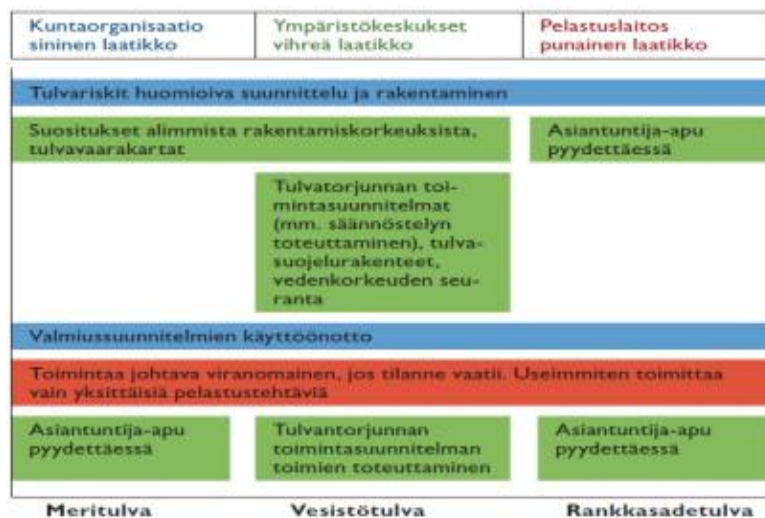 Kuntaorganisaatio
sininen laatikko
Ympäristökeskukset
vihreä laatikko
Pelastuslaitos
punainen laatikko
Tulvariskit huomioiva suunnittelu ja rakentaminen
Suositukset alimmista rakentamiskorkeuksista,
tulvavaarakartat
Asiantuntija-apu
pyydettäessä
Tulvatorjunnan toi-
mintasuunnitelmat
(mm. säännöstelyn
toteuttaminen), tulva-
suojelurakenteet,
vedenkorkeuden seu-
ranta
Valmiussuunnitelmien käyttöönotto
Toimintaa johtava viranomainen, jos tilanne vaatii. Useimmiten toimittaa
vain yksittäisiä pelastustehtäviä
Asiantuntija-apu
pyydettäessä
Tulvantorjunnan
toimintasuunnitelman
toimien toteuttaminen
Asiantuntija-apu
pyydettäessä
Meritulva
Vesistötulva
Rankkasadetulva